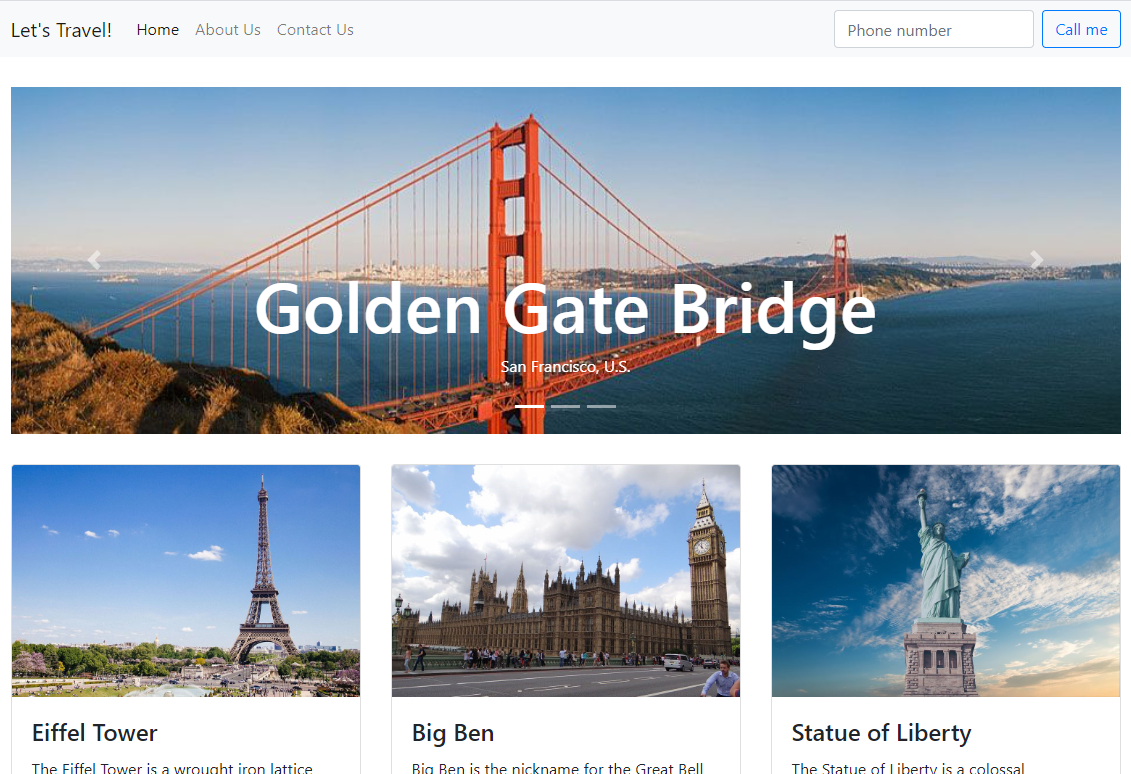 Let's Travel! Home About Us Contact Us Phone number Call me
Golden Gate Bridge
San Francisco, U.S.
Eiffel Tower
The Eiffel Tower is a wrought iron lattice
Big Ben
Big Ben is the nickname for the Great Bell
Statue of Liberty
The Statue of Liberty is a colossal